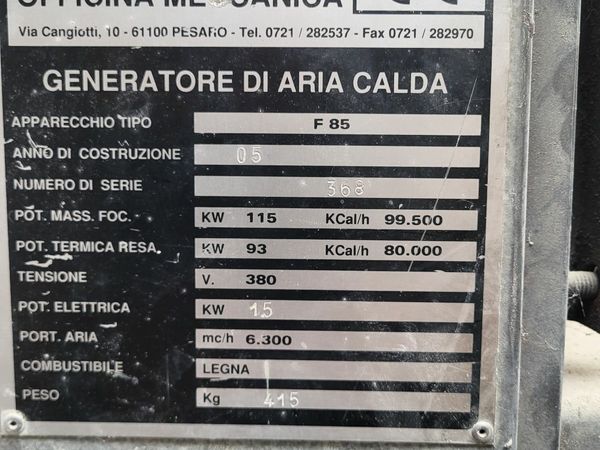 OFFICINA MECCANICA
Via Cangiotti, 10 - 61100 PESARO - Tel. 0721 / 282537 - Fax 0721 / 282970
GENERATORE DI ARIA CALDA
APPARECCHIO TIPO F 85
ANNO DI COSTRUZIONE 05
NUMERO DI SERIE 368
POT. MASS. FOC. KW 115 KCal/h 99.500
POT. TERMICA RESA. KW 93 KCal/h 80.000
TENSIONE V. 380
POT. ELETTRICA KW 15
PORT. ARIA mc/h 6.300
COMBUSTIBILE LEGNA
PESO Kg 415